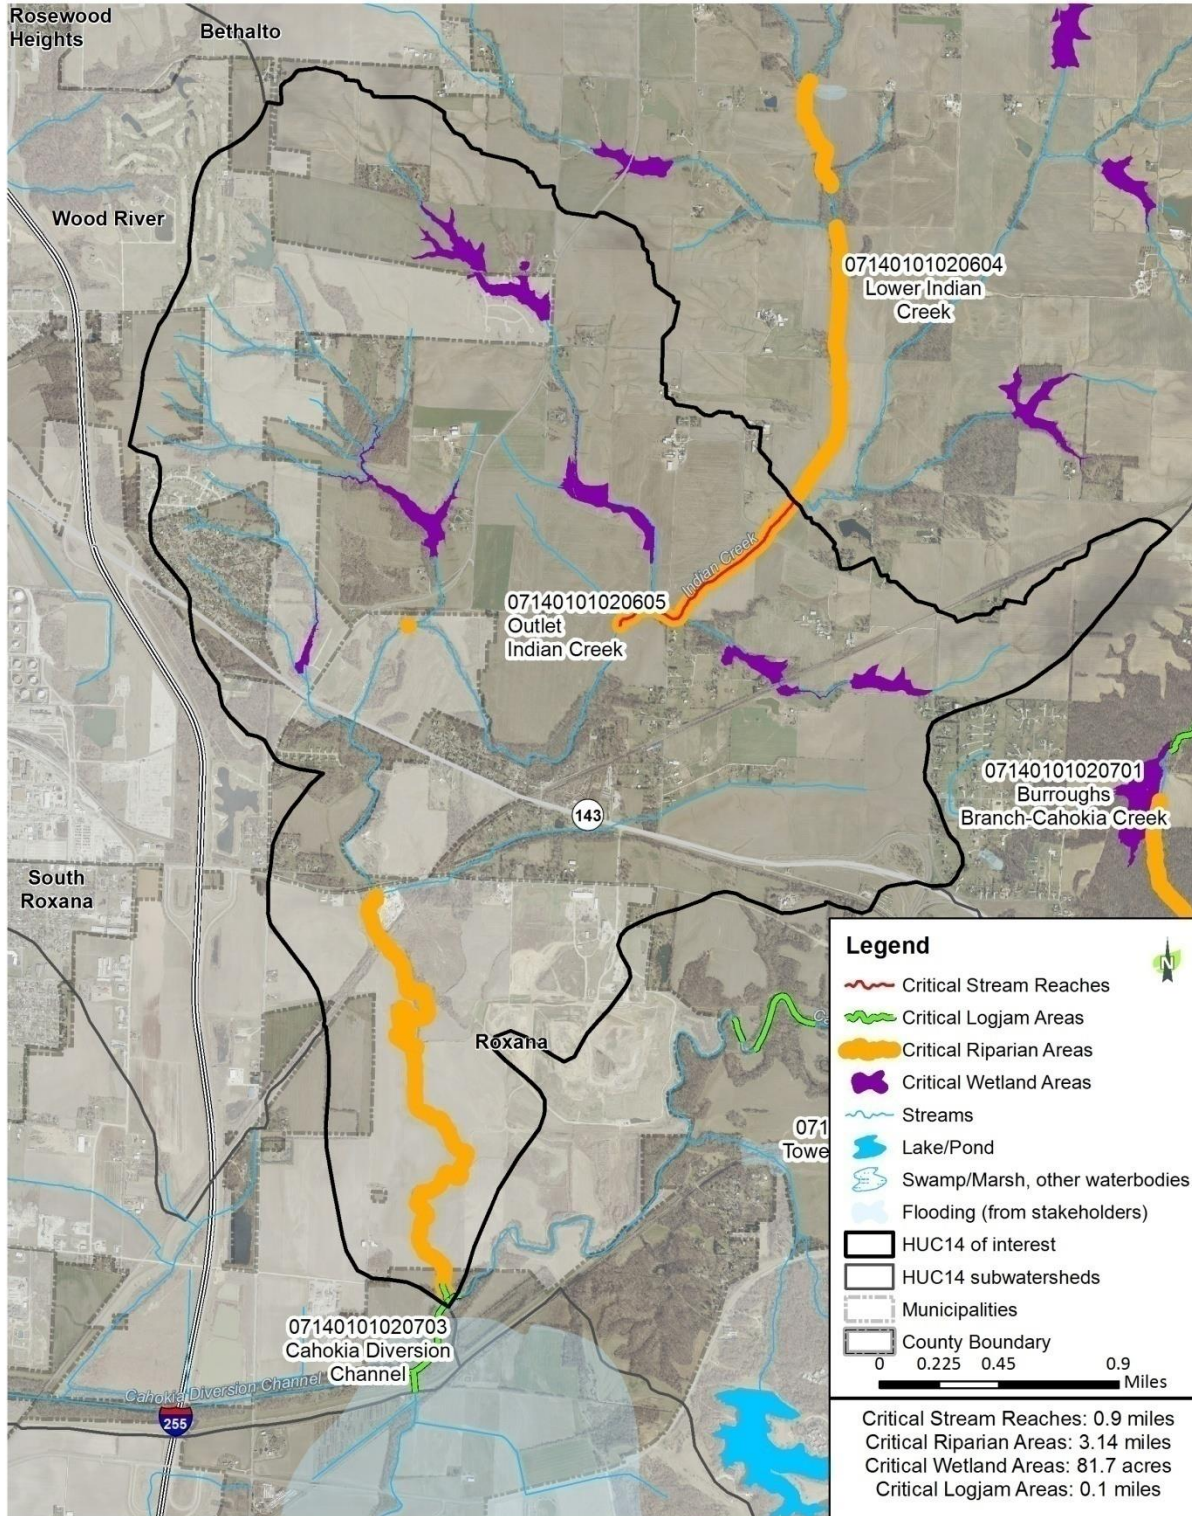 Rosewood
Heights
Bethalto
Wood River
07140101020604
Lower Indian
Creek
Indian Creek
07140101020605
Outlet
Indian Creek
07140101020701
Burroughs
Branch-Cahokia Creek
143
South
Roxana
Roxana
071
Towe
07140101020703
Cahokia Diversion
Channel
Cahokia Diversion Channel
255
Legend
N
Critical Stream Reaches
Critical Logjam Areas
Critical Riparian Areas
Critical Wetland Areas
Streams
Lake/Pond
Swamp/Marsh, other waterbodies
Flooding (from stakeholders)
HUC14 of interest
HUC14 subwatersheds
Municipalities
County Boundary
0 0.225 0.45 0.9
Miles
Critical Stream Reaches: 0.9 miles
Critical Riparian Areas: 3.14 miles
Critical Wetland Areas: 81.7 acres
Critical Logjam Areas: 0.1 miles